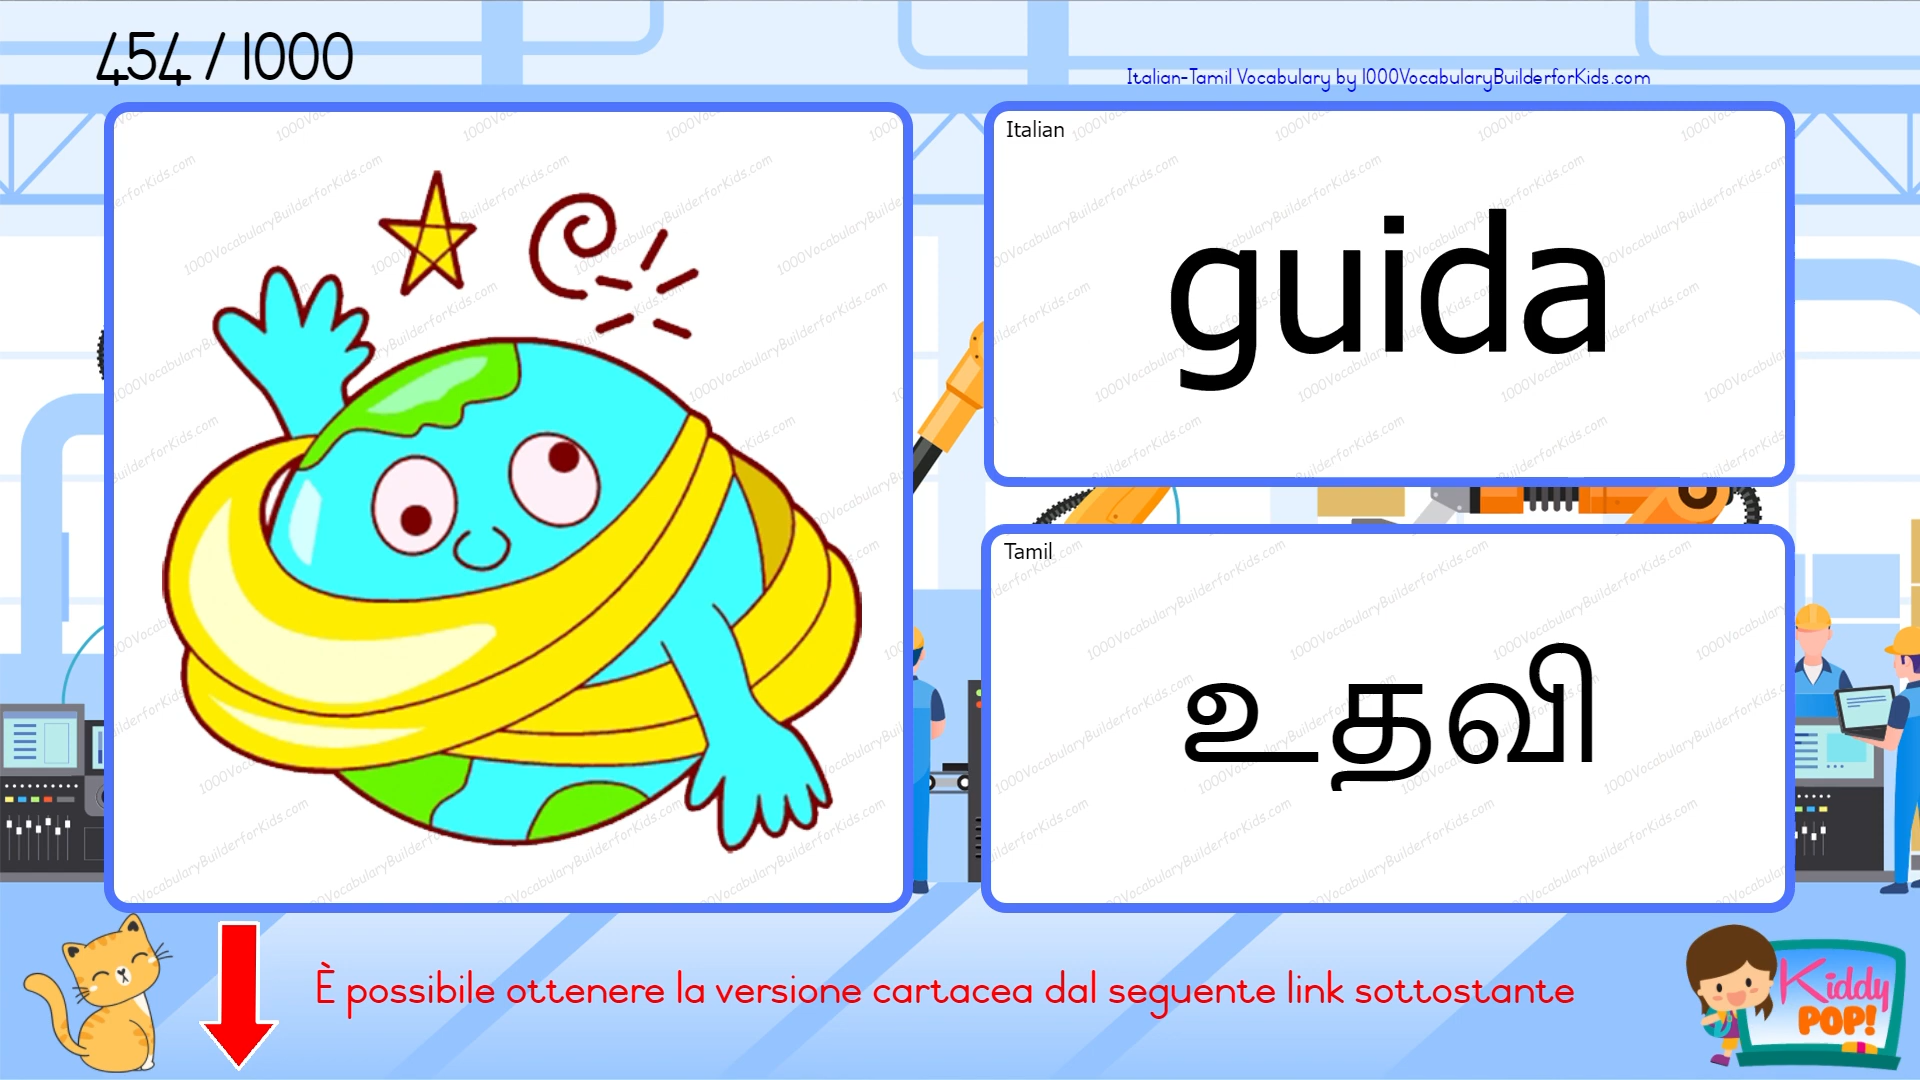 454 / 1000
Italian-Tamil Vocabulary by 1000VocabularyBuilderforKids.com
Italian
guida
Tamil
உதவி
È possibile ottenere la versione cartacea dal seguente link sottostante
Kiddy
POP!